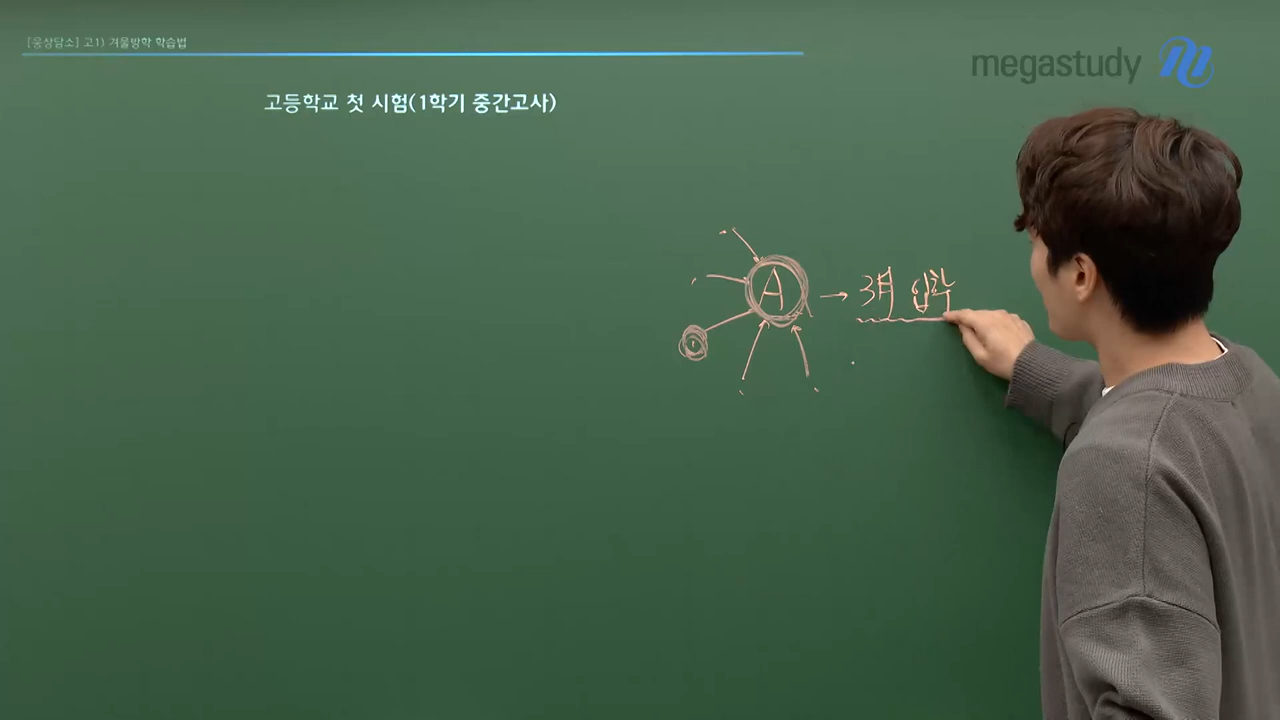 [웅상담소] 고1) 겨울방학 학습법
megastudy
고등학교 첫 시험(1학기 중간고사)
A → 3月 입학